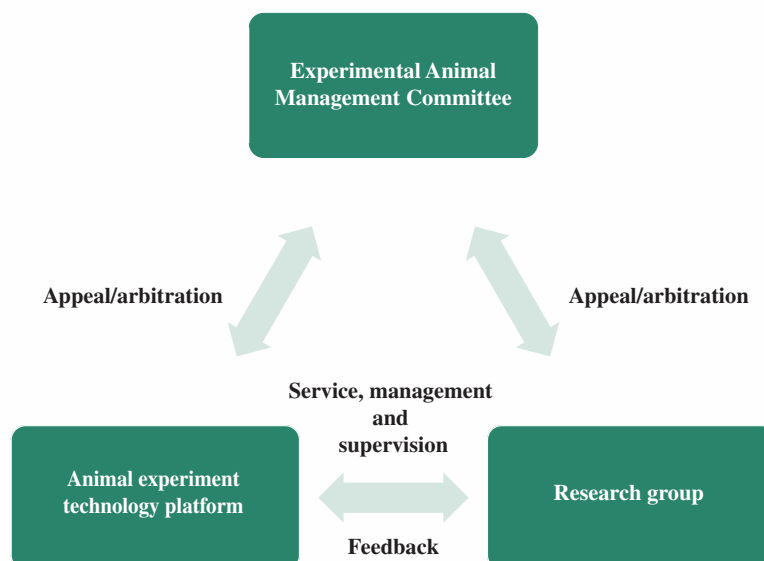 Experimental Animal
Management Committee
Appeal/arbitration
Appeal/arbitration
Service, management
and
supervision
Animal experiment
technology platform
Research group
Feedback